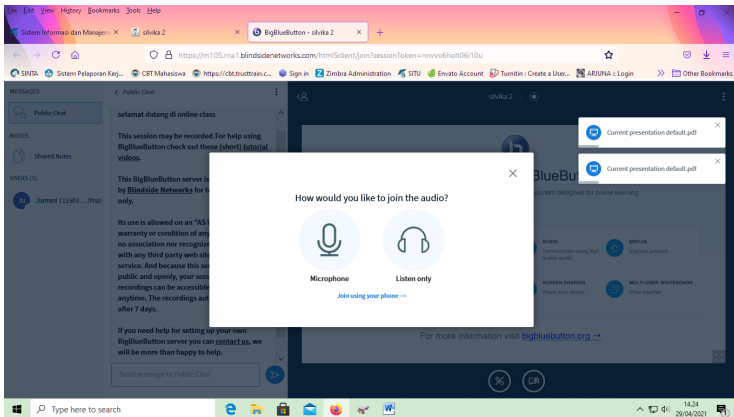 File Edit View History Bookmarks Tools Help
Sistem Informasi dan Manajeme
silvika 2
BigBlueButton - silvika 2
https://m105.rna1.blindsidenetworks.com/html5client/join?sessionToken=nnvvo6hoit06i10u
SINTA
Sistem Pelaporan Kerj...
CBT Mahasiswa
https://cbt.trusttrain.c...
Sign in
Zimbra Administration
SITU
Envato Account
Turnitin : Create a User...
ARJUNA :: Login
Other Bookmarks
MESSAGES
Public Chat
NOTES
Shared Notes
USERS (1)
Ju
Jumani 111503.... (You)
Public Chat
selamat datang di online class
This session may be recorded.For help using
BigBlueButton check out these (short) tutorial
videos.
This BigBlueButton server is
by Blindside Networks for t
only.
Its use is allowed on an "AS
warranty or condition of any
no association nor recogniz
with any third party web sit
service. And because this se
public and openly, your sess
recordings can be accessible
anytime. The recordings aut
after 7 days.
If you need help for setting up your own
BigBlueButton server you can contact us, we
will be more than happy to help.
Send message to Public Chat
silvika 2
Current presentation default.pdf
Current presentation default.pdf
BlueBu
system designed for online learning
AUDIO
Communicate using high
quality audio.
EMOJIS
Express yourself.
SCREEN SHARING
Share your screen.
MULTI-USER WHITEBOARD
Draw together.
For more information visit bigbluebutton.org →
How would you like to join the audio?
Microphone
Listen only
Join using your phone →
Type here to search
14.24
29/04/2021